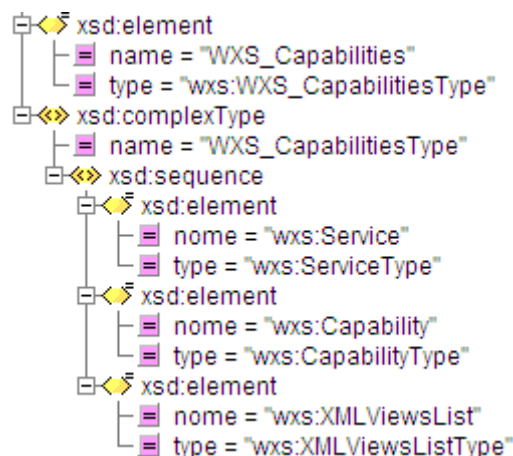 xsd:element
name = "WXS_Capabilities"
type = "wxs:WXS_CapabilitiesType"
xsd:complexType
name = "WXS_CapabilitiesType"
xsd:sequence
xsd:element
nome = "wxs:Service"
type = "wxs:ServiceType"
xsd:element
nome = "wxs:Capability"
type = "wxs:CapabilityType"
xsd:element
nome = "wxs:XMLViewsList"
type = "wxs:XMLViewsListType"